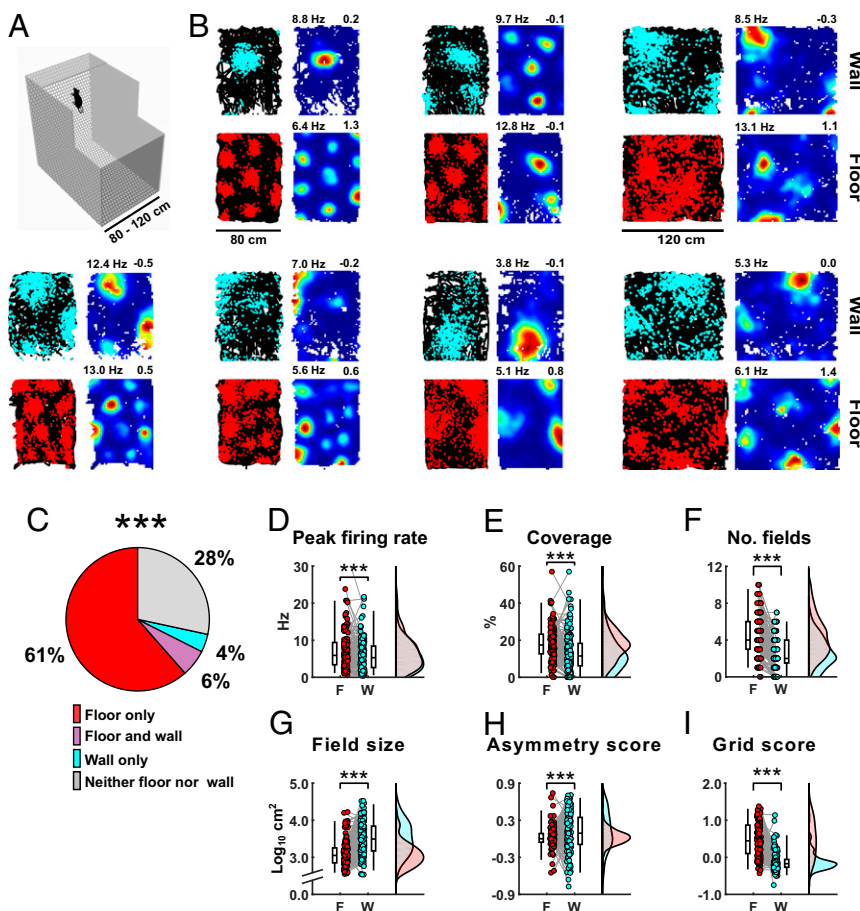 A
80 - 120 cm
B
8.8 Hz 0.2
9.7 Hz -0.1
8.5 Hz -0.3
Wall
6.4 Hz 1.3
12.8 Hz -0.1
13.1 Hz 1.1
Floor
80 cm
120 cm
12.4 Hz -0.5
7.0 Hz -0.2
3.8 Hz -0.1
5.3 Hz 0.0
Wall
13.0 Hz 0.5
5.6 Hz 0.6
5.1 Hz 0.8
6.1 Hz 1.4
Floor
C
***
28%
4%
6%
61%
Floor only
Floor and wall
Wall only
Neither floor nor wall
D
Peak firing rate
***
30
20
10
0
Hz
F W
E
Coverage
***
60
40
20
0
%
F W
F
No. fields
***
12
8
4
0
F W
G
Field size
***
5.0
4.0
3.0
0.0
Log10 cm2
F W
H
Asymmetry score
***
0.9
0.3
-0.3
-0.9
F W
I
Grid score
***
2.0
1.0
0.0
-1.0
F W